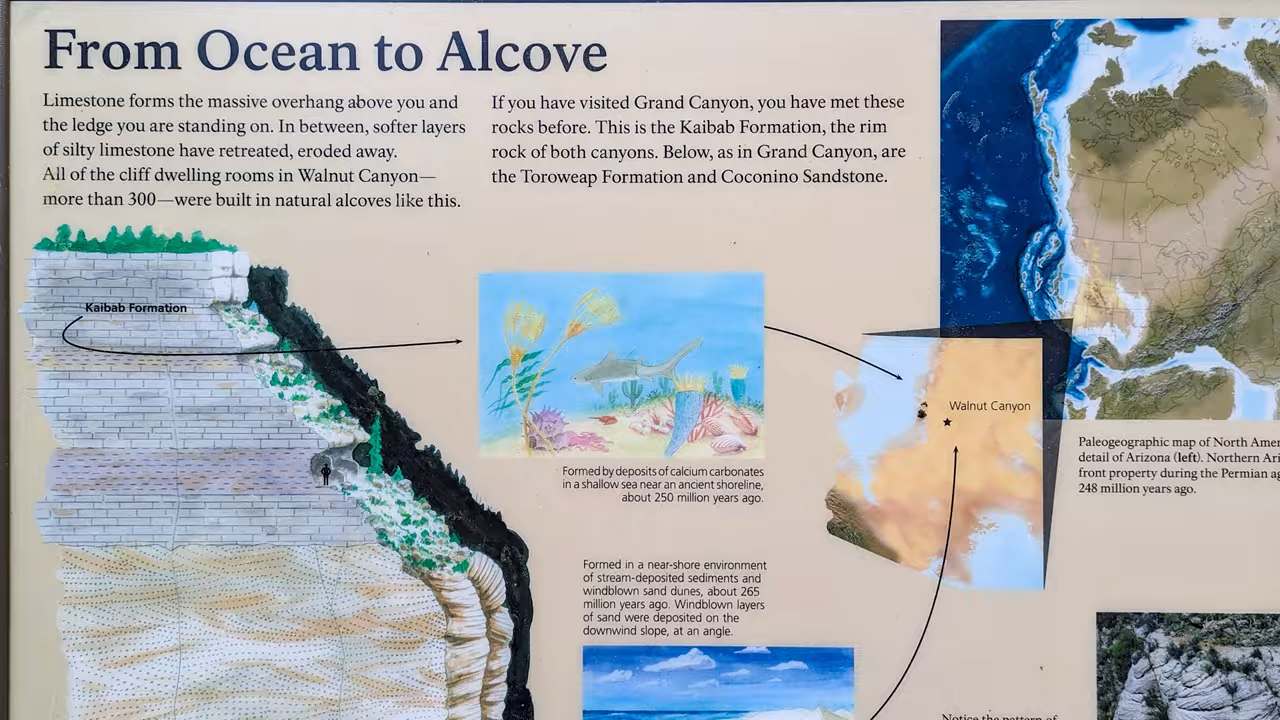 From Ocean to Alcove
Limestone forms the massive overhang above you and
the ledge you are standing on. In between, softer layers
of silty limestone have retreated, eroded away.
All of the cliff dwelling rooms in Walnut Canyon—
more than 300—were built in natural alcoves like this.
If you have visited Grand Canyon, you have met these
rocks before. This is the Kaibab Formation, the rim
rock of both canyons. Below, as in Grand Canyon, are
the Toroweap Formation and Coconino Sandstone.
Kaibab Formation
Formed by deposits of calcium carbonates
in a shallow sea near an ancient shoreline,
about 250 million years ago.
Walnut Canyon
Paleogeographic map of North
detail of Arizona (left). Northern
front property during the Permian
248 million years ago.
Formed in a near-shore environment
of stream-deposited sediments and
windblown sand dunes, about 265
million years ago. Windblown layers
of sand were deposited on the
downwind slope, at an angle.
Notice the pattern of